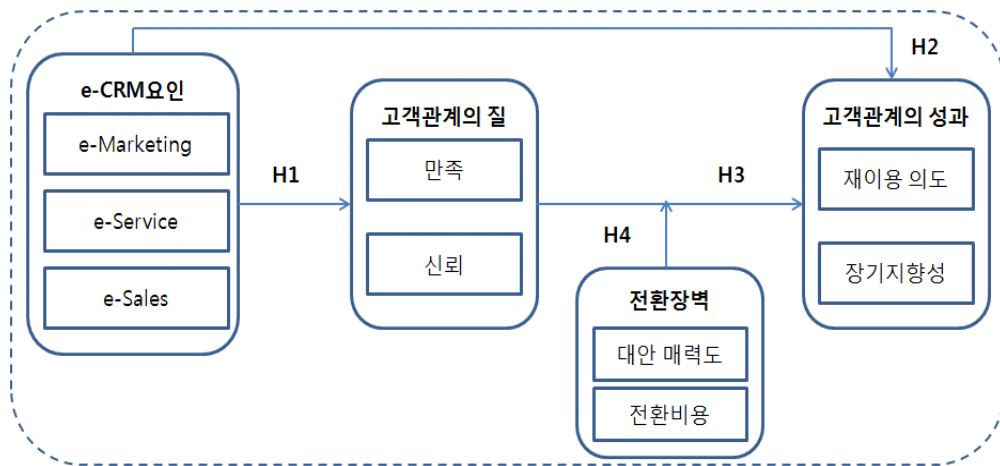 e-CRM요인
e-Marketing
e-Service
e-Sales
H1
고객관계의 질
만족
신뢰
H2
H3
H4
전환장벽
대안 매력도
전환비용
고객관계의 성과
재이용 의도
장기지향성